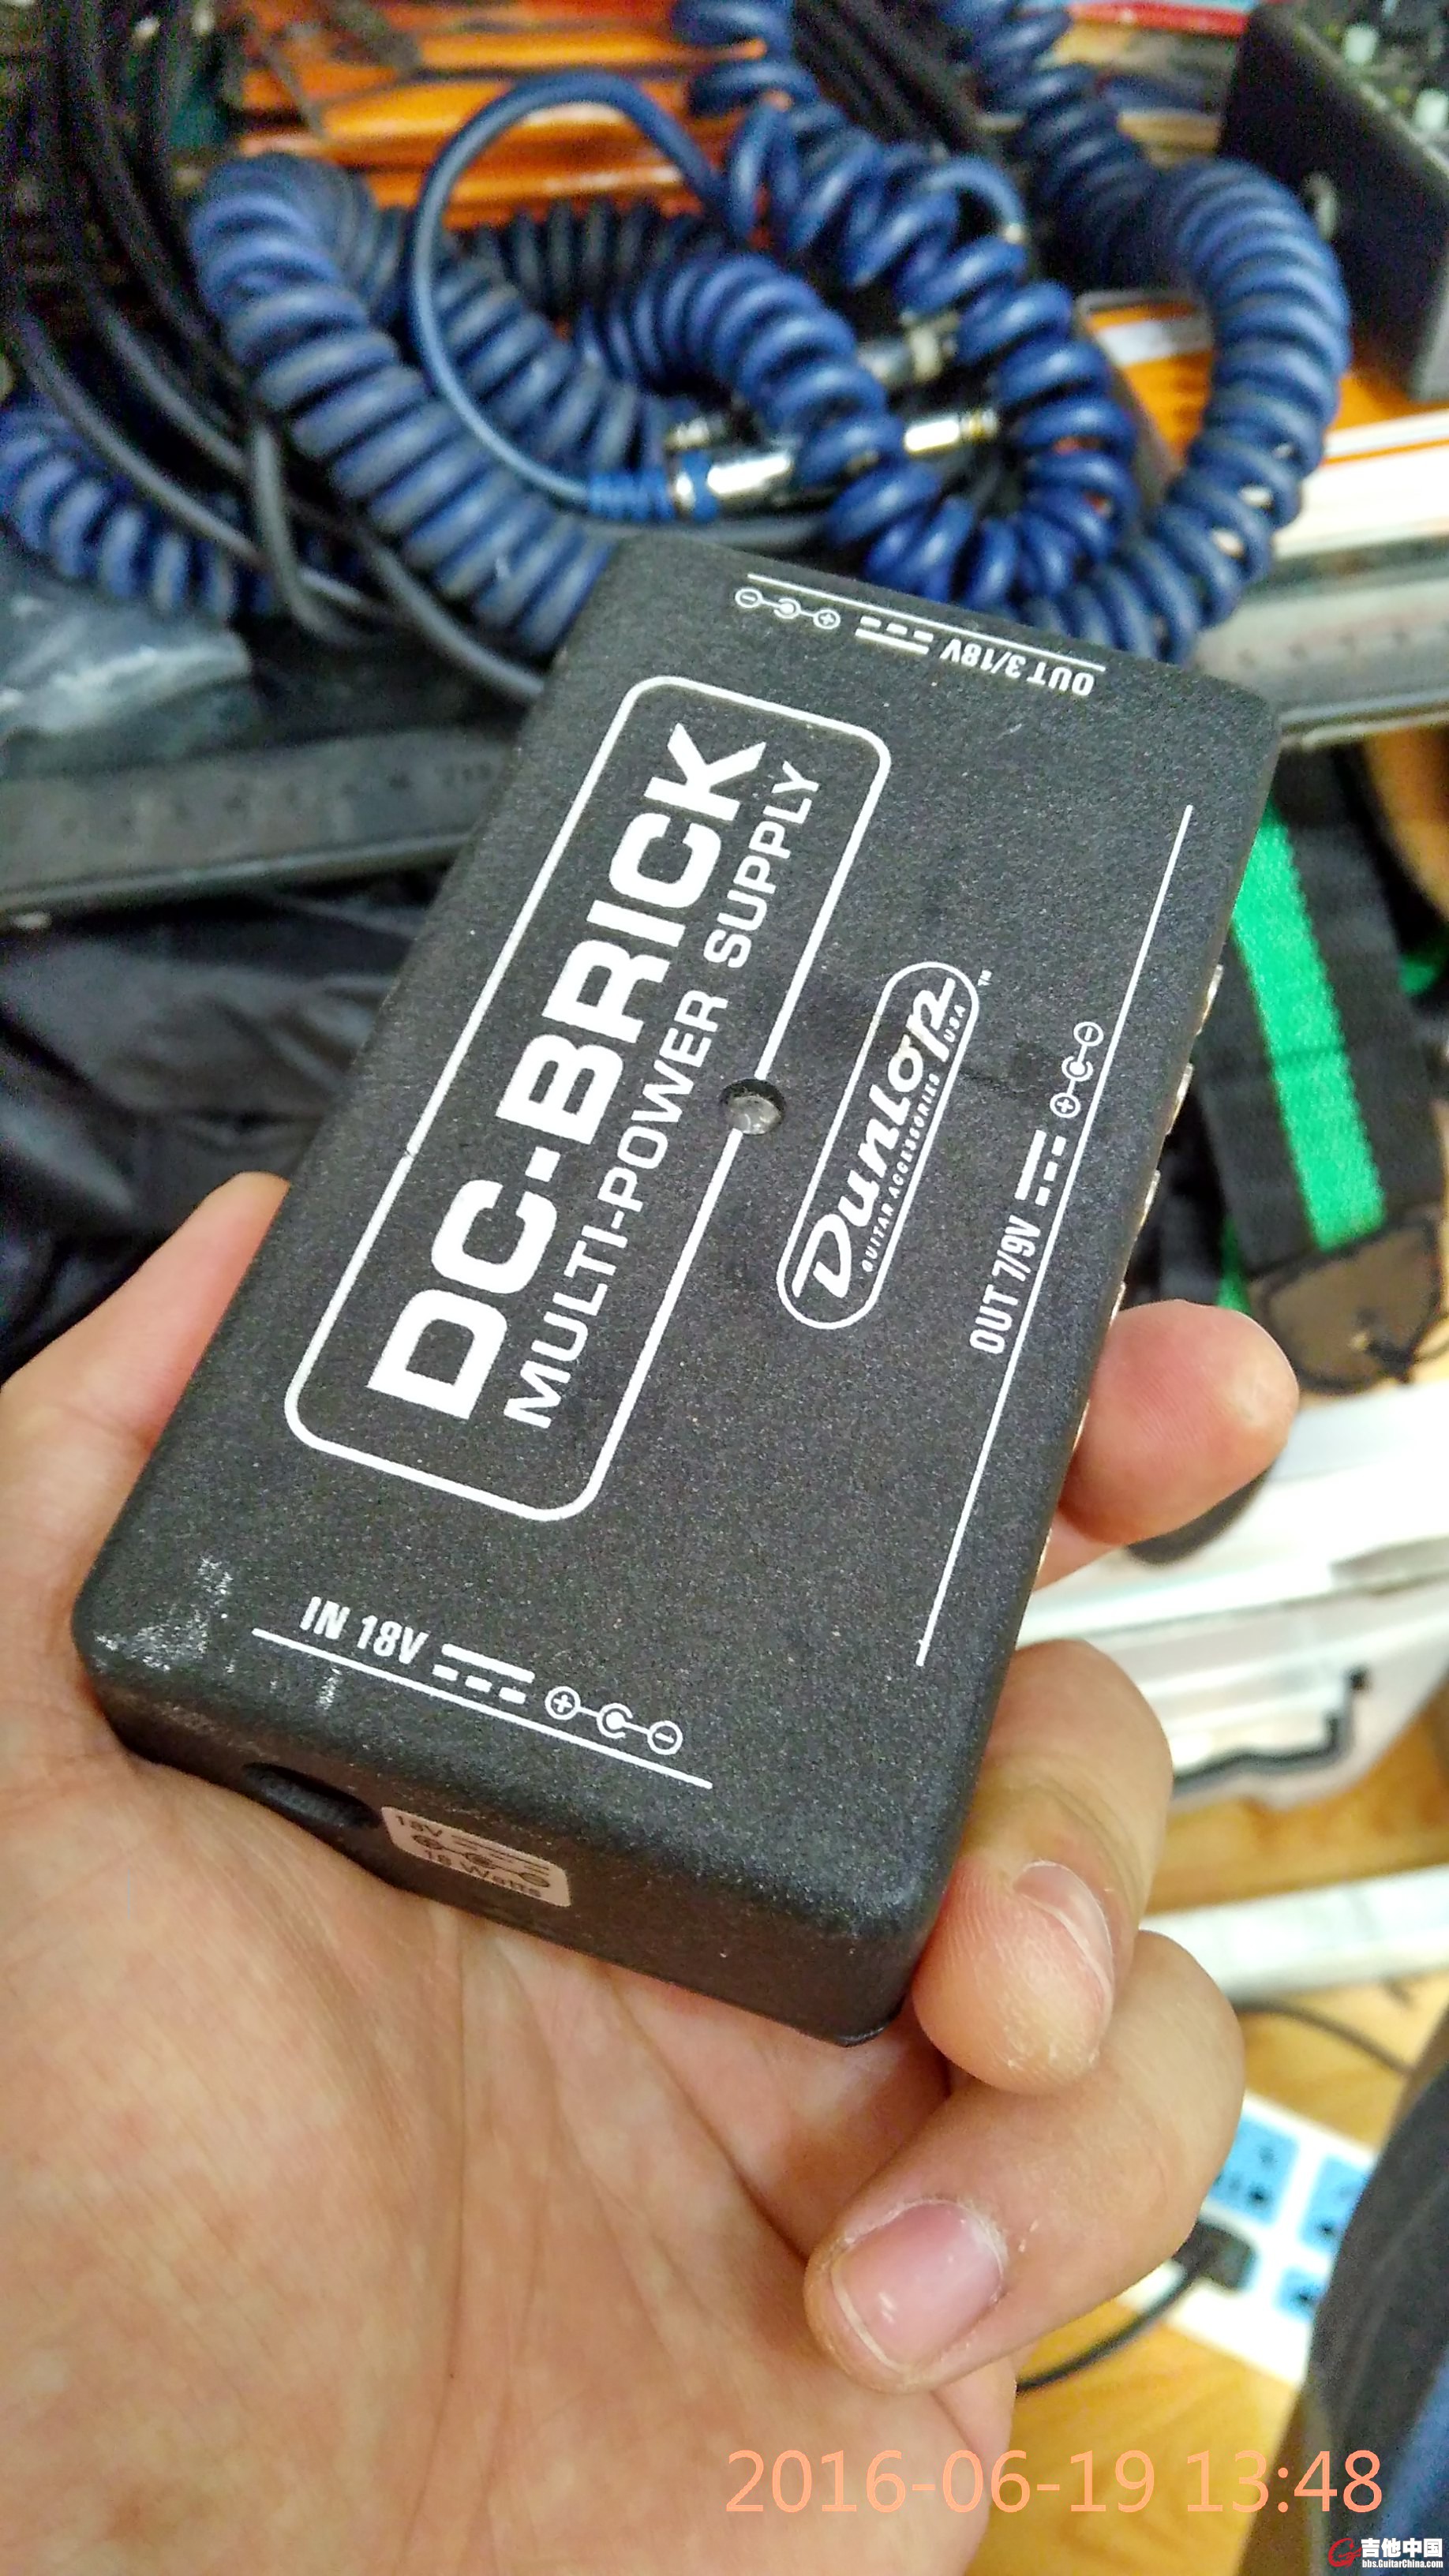 OUT 3/18V
DC-BRICK
MULTI-POWER SUPPLY
Dunlop
GUITAR ACCESSORIES USA
TM
OUT 7/9V
IN 18V
18V
18 Watts
2016-06-19 13:48
吉他中国
bbs.GuitarChina.com